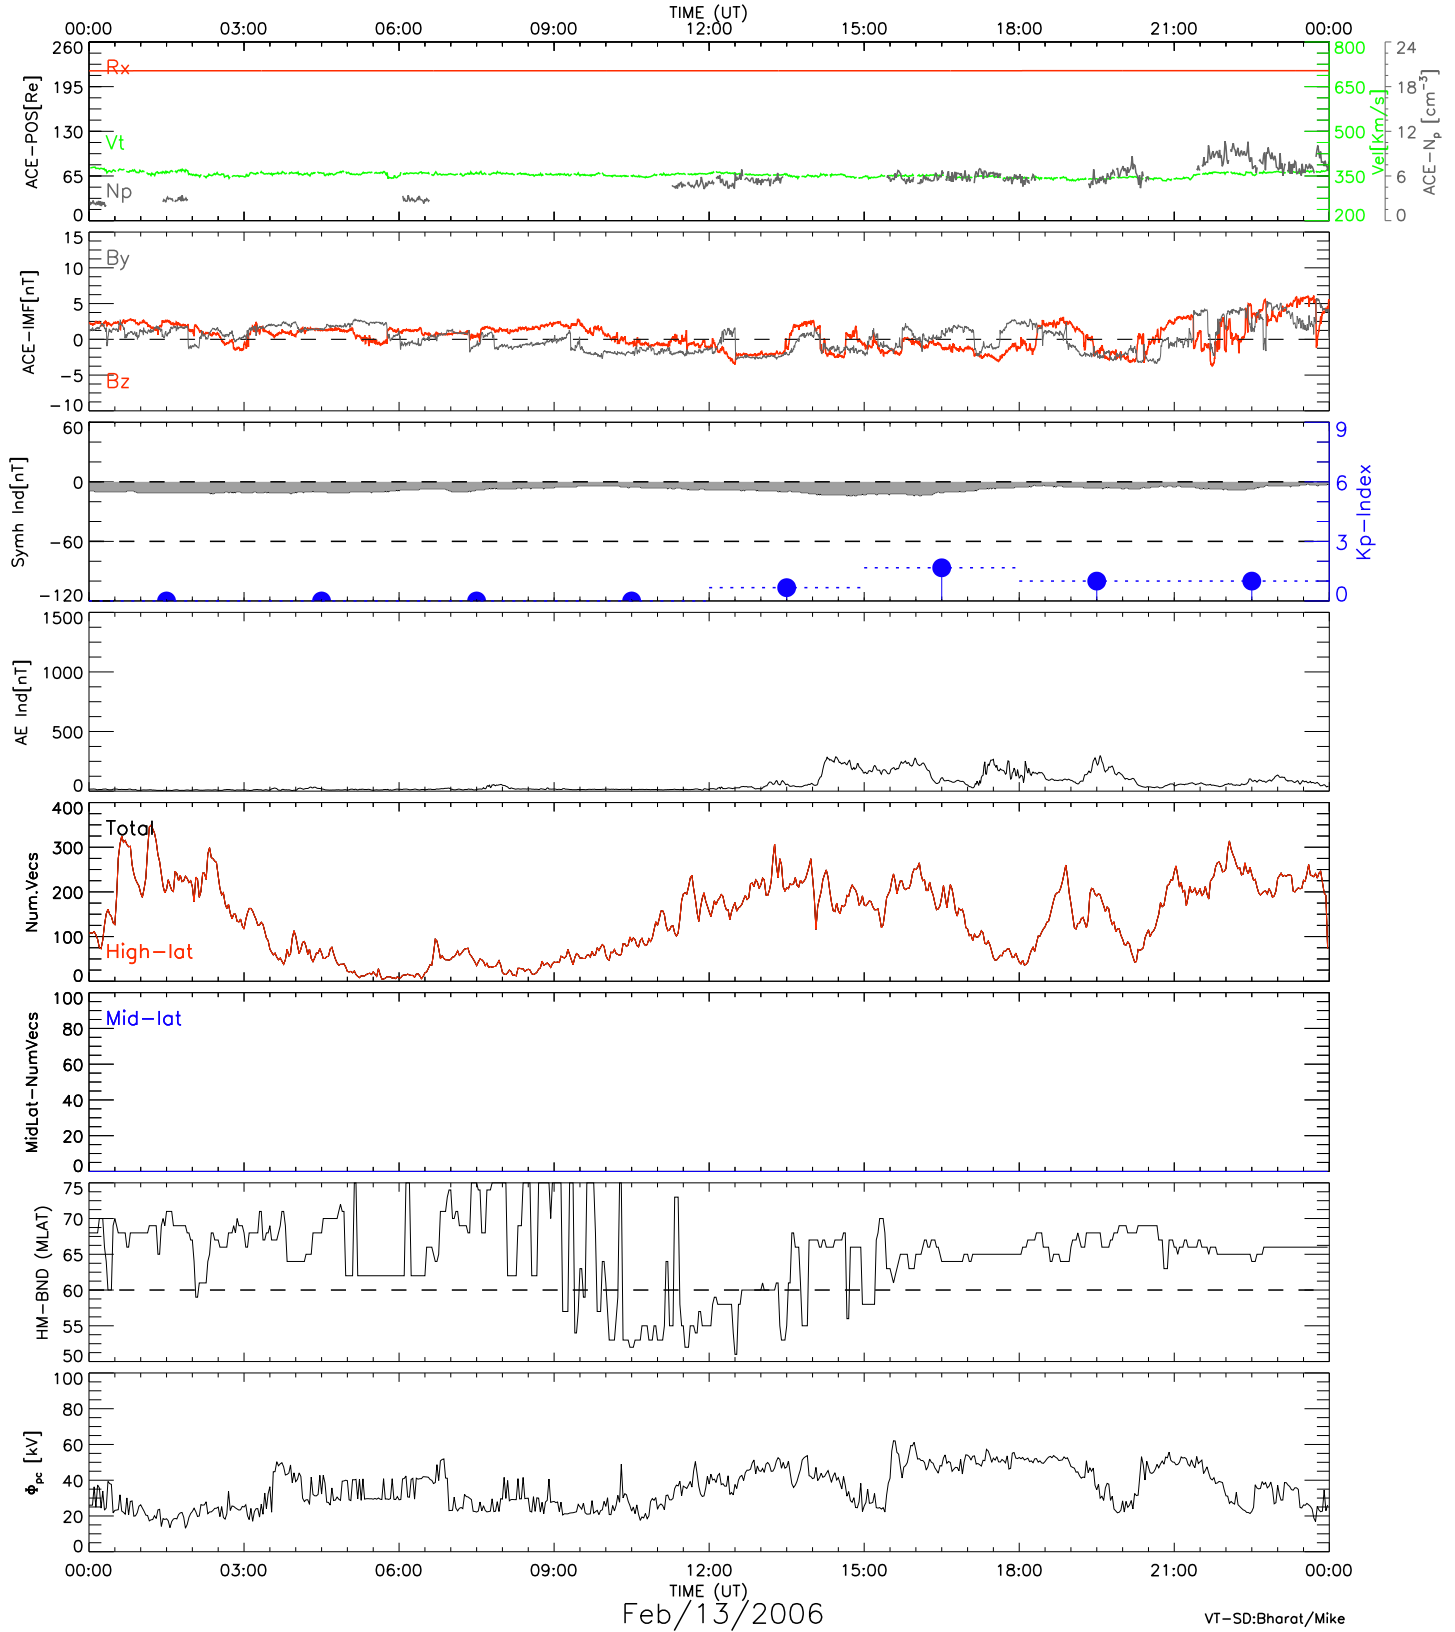 TIME (UT)
00:00 03:00 06:00 09:00 12:00 15:00 18:00 21:00 00:00
ACE-POS[Re]
260
195
130
65
0
Rx
Vt
Np
800
650
500
350
200
Vel[Km/s]
24
18
12
6
0
ACE-Np [cm-3]
ACE-IMF[nT]
15
10
5
0
-5
-10
By
Bz
Symh Ind[nT]
60
0
-60
-120
9
6
3
0
Kp-Index
AE Ind[nT]
1500
1000
500
0
Num.Vecs
400
300
200
100
0
Total
High-lat
MidLat-NumVecs
100
80
60
40
20
0
Mid-lat
HM-BND (MLAT)
75
70
65
60
55
50
Φpc [kV]
100
80
60
40
20
0
00:00 03:00 06:00 09:00 12:00 15:00 18:00 21:00 00:00
TIME (UT)
Feb/13/2006
VT-SD:Bharat/Mike